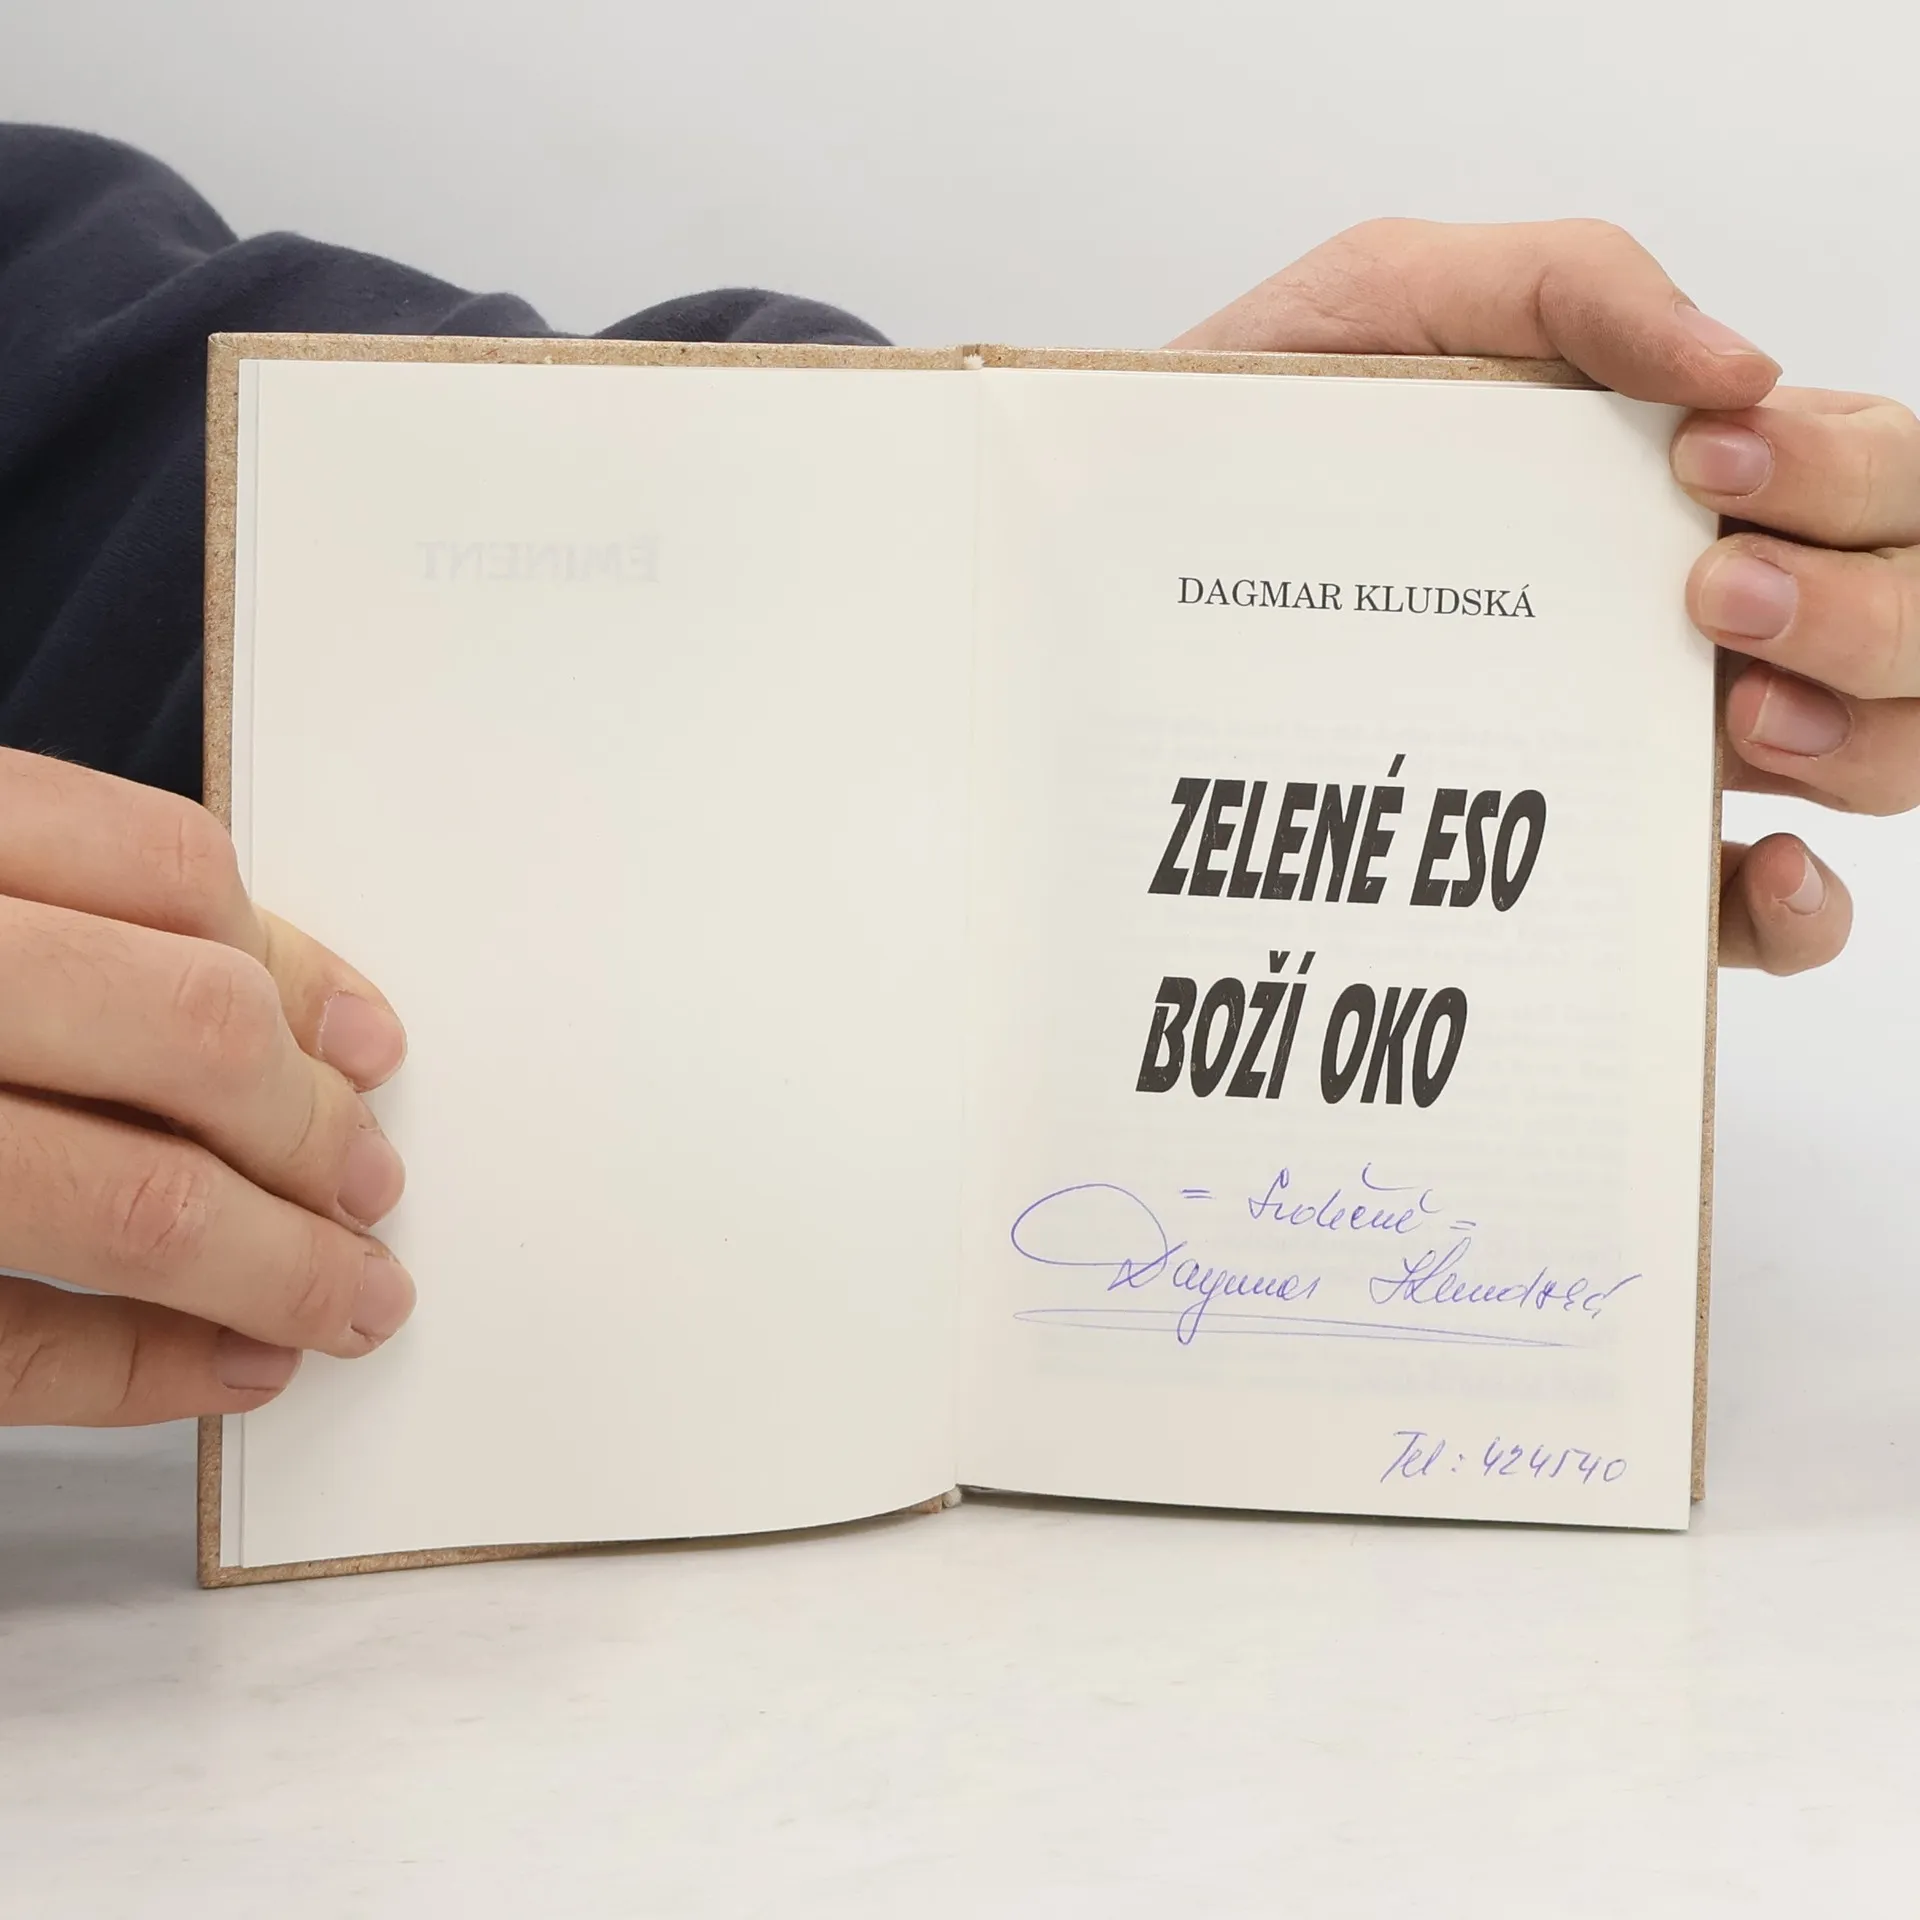 EMINENT
DAGMAR KLUDSKÁ
ZELENÉ ESO
BOŽÍ OKO
= Srdečně =
Dagmar Kludská
Tel: 424540